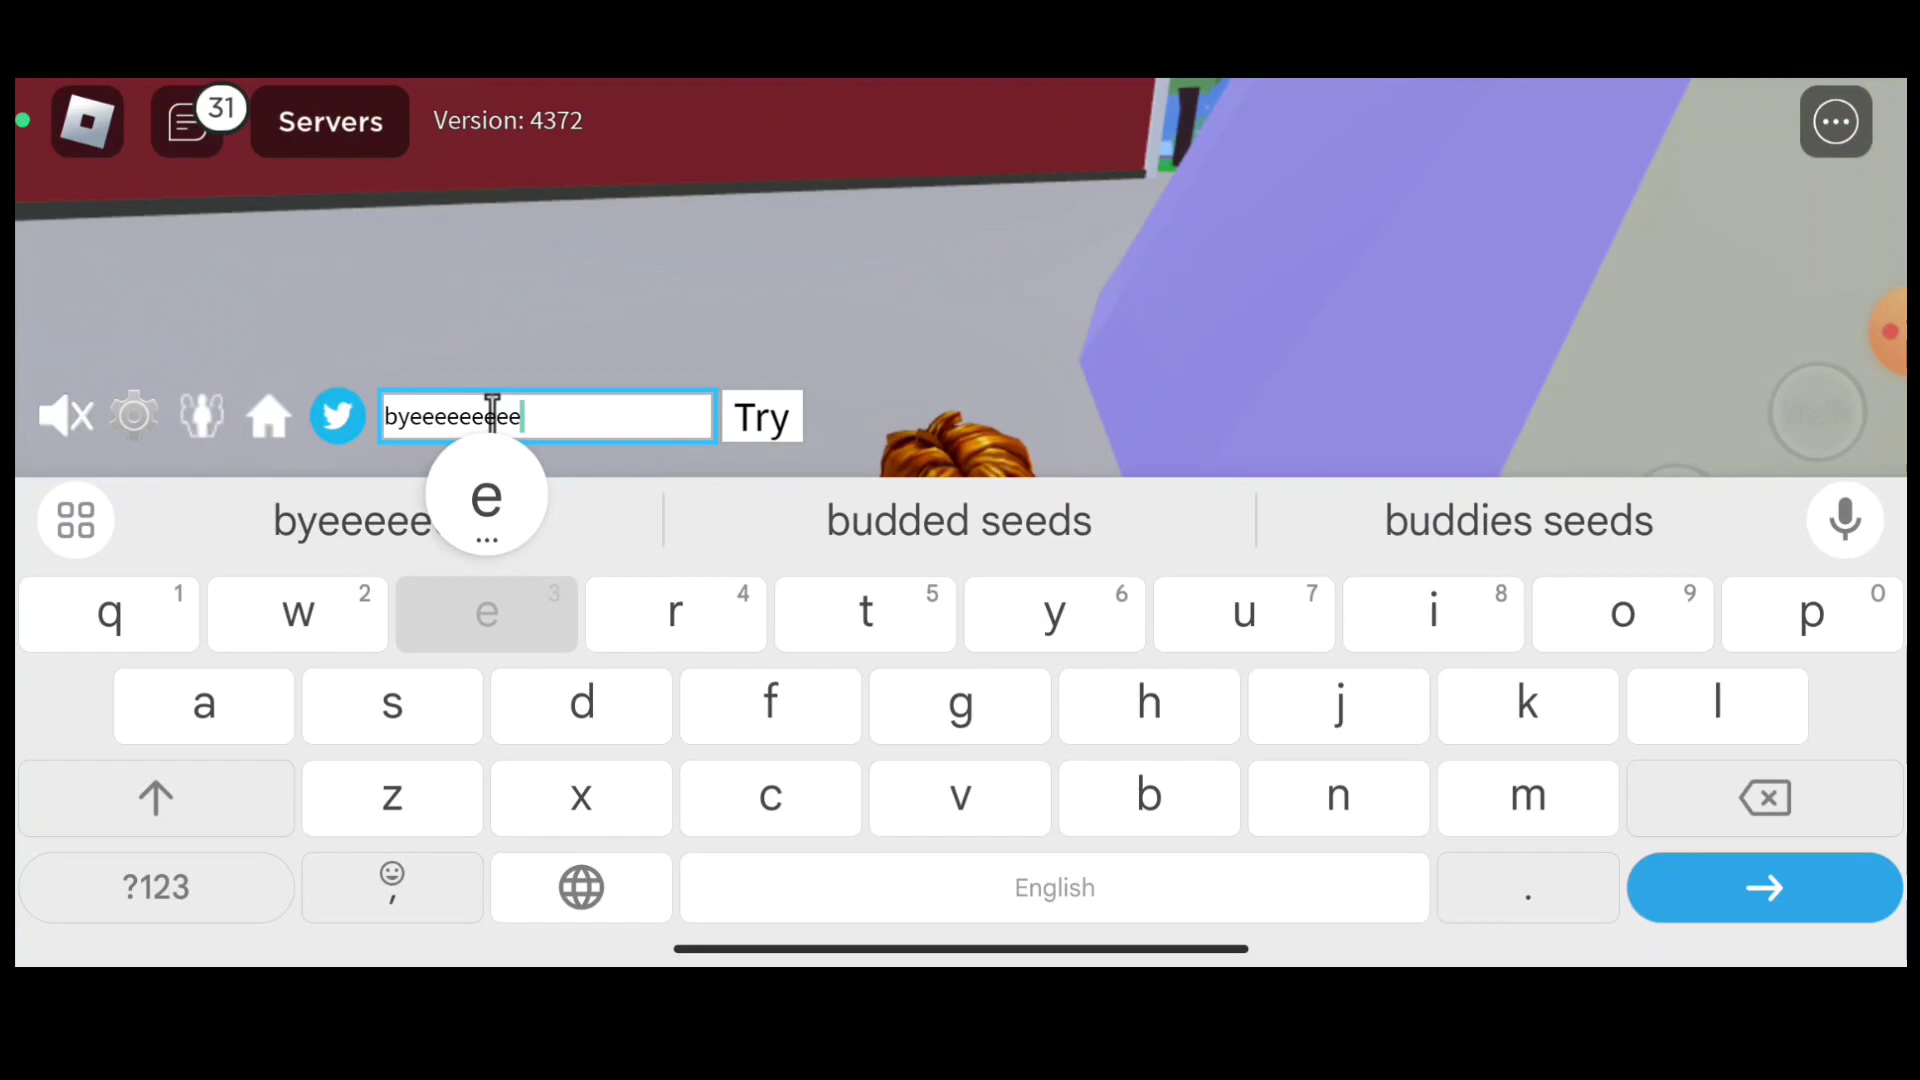 31
Servers
Version: 4372
byeeeeeeeee
Try
e
...
byeeeee
budded seeds
buddies seeds
q 1 w 2 e 3 r 4 t 5 y 6 u 7 i 8 o 9 p 0
a s d f g h j k l
z x c v b n m
?123 , English .